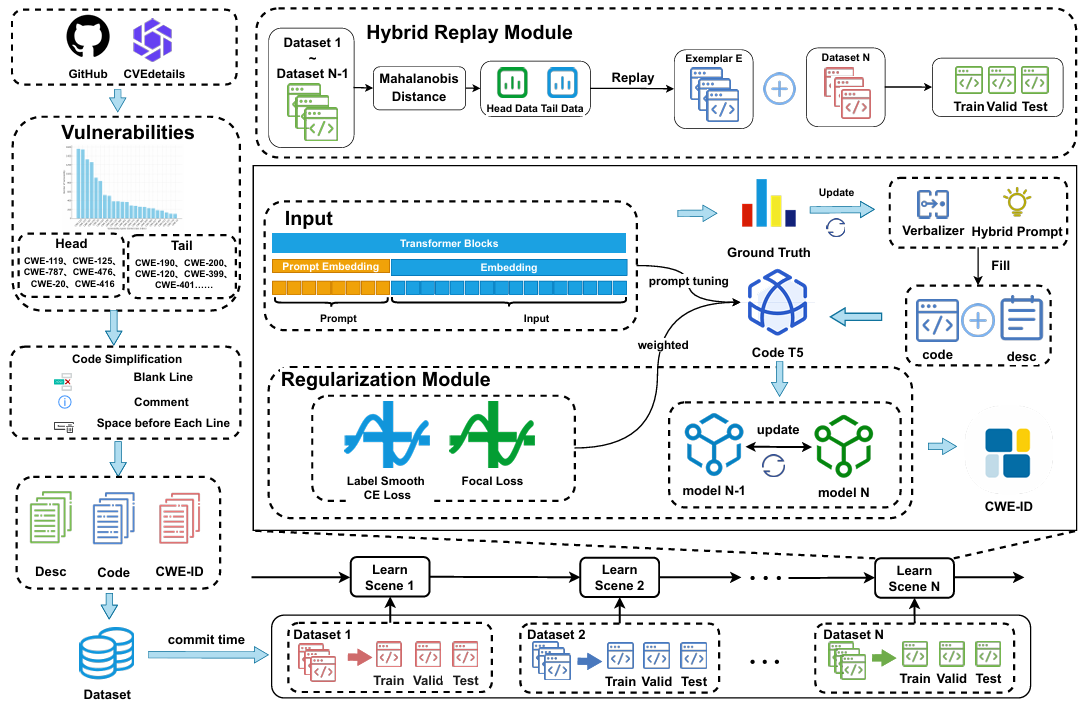 GitHub CVEdetails
Vulnerabilities
Head
CWE-119、CWE-125、
CWE-787、CWE-476、
CWE-20、CWE-416
Tail
CWE-190、CWE-200、
CWE-120、CWE-399、
CWE-401……
Code Simplification
Blank Line
Comment
Space before Each Line
Desc Code CWE-ID
Dataset
commit time
Hybrid Replay Module
Dataset 1
~
Dataset N-1
Mahalanobis
Distance
Head Data Tail Data
Replay
Exemplar E
Dataset N
Train Valid Test
Input
Transformer Blocks
Prompt Embedding Embedding
Prompt Input
prompt tuning
weighted
Ground Truth
Update
Verbalizer Hybrid Prompt
Fill
code desc
Code T5
Regularization Module
Label Smooth
CE Loss
Focal Loss
update
model N-1 model N
CWE-ID
Learn
Scene 1
Learn
Scene 2
Learn
Scene N
Dataset 1
Train Valid Test
Dataset 2
Train Valid Test
Dataset N
Train Valid Test